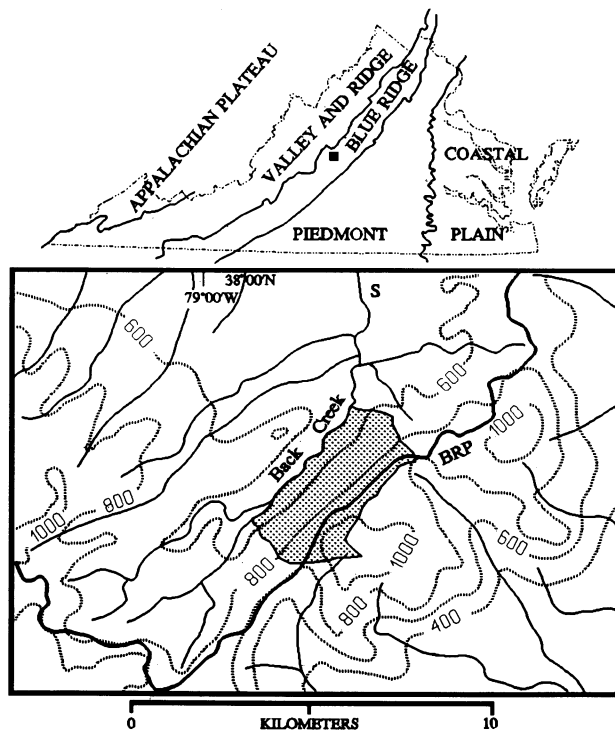 APPALACHIAN PLATEAU
VALLEY AND RIDGE
BLUE RIDGE
COASTAL
PIEDMONT
PLAIN
38°00'N
79°00'W
S
600
600
Back Creek
1000
BRP
800
1000
600
800
1000
800
400
0
KILOMETERS
10